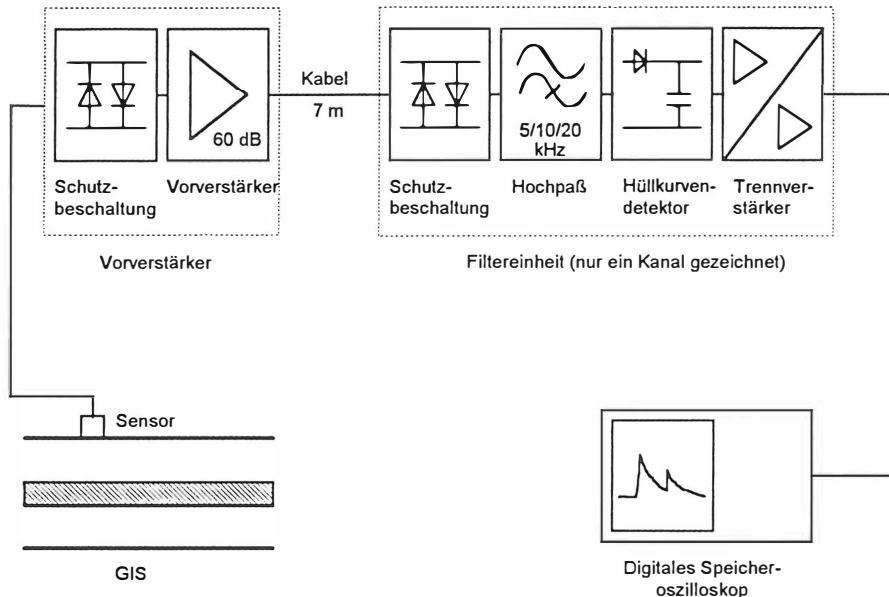 Kabel
7 m
60 dB
5/10/20
kHz
Schutz-
beschaltung
Vorverstärker
Schutz-
beschaltung
Hochpaß
Hüllkurven-
detektor
Trennver-
stärker
Vorverstärker
Filtereinheit (nur ein Kanal gezeichnet)
Sensor
GIS
Digitales Speicher-
oszilloskop